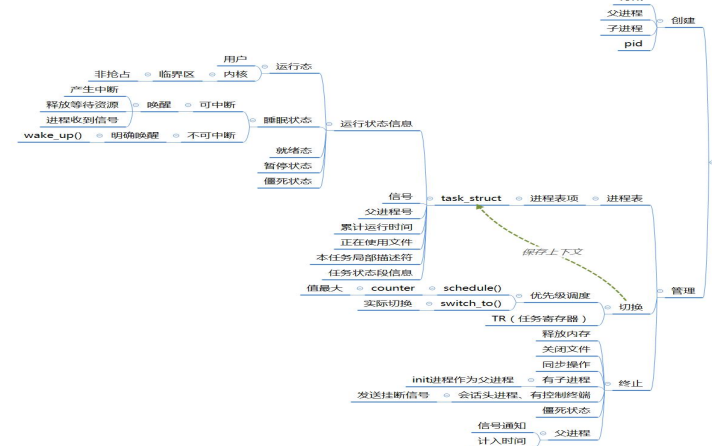 父进程
创建
子进程
pid
用户
运行态
非抢占
临界区
内核
产生中断
释放等待资源
唤醒
可中断
进程收到信号
睡眠状态
运行状态信息
wake_up()
明确唤醒
不可中断
就绪态
暂停状态
僵死状态
信号
task_struct
进程表项
进程表
父进程号
累计运行时间
正在使用文件
本任务局部描述符
任务状态段信息
保存上下文
值最大
counter
schedule()
优先级调度
管理
实际切换
switch_to()
切换
TR（任务寄存器）
释放内存
关闭文件
同步操作
init进程作为父进程
有子进程
终止
发送挂断信号
会话头进程、有控制终端
僵死状态
信号通知
父进程
计入时间